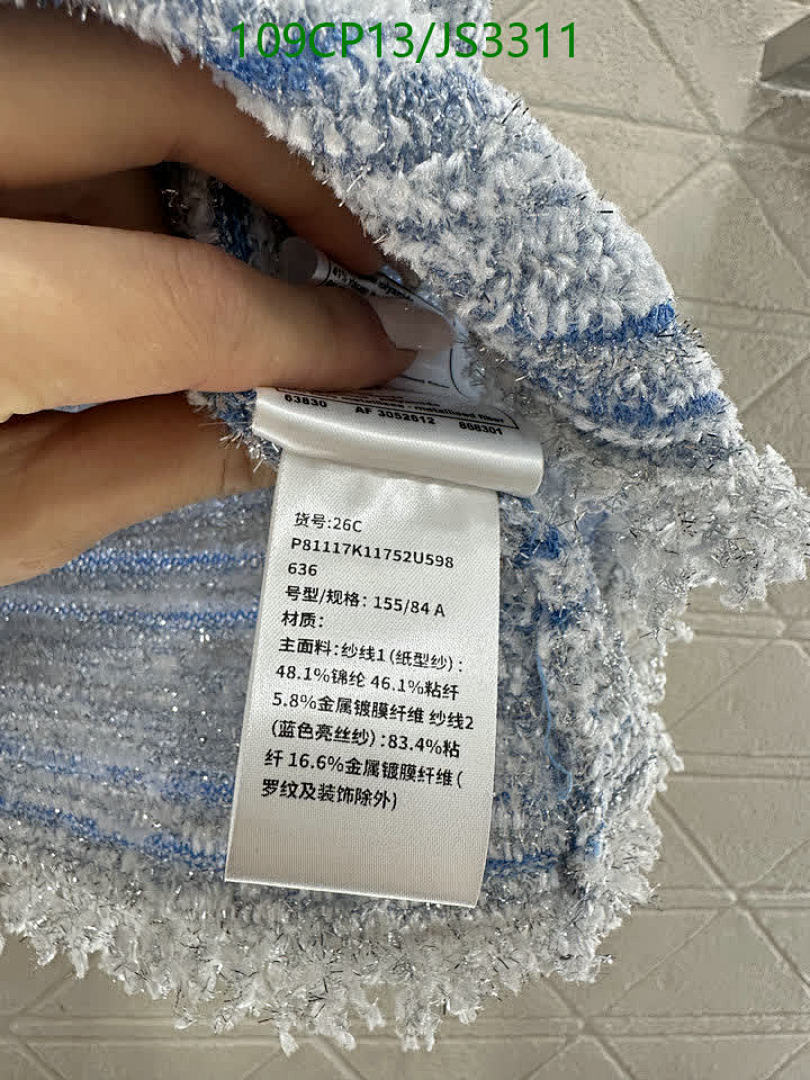 109CP13/JS3311
metallised fiber
63830 AF 3052612 868301
货号:26C
P81117K11752U598
636
号型/规格: 155/84 A
材质:
主面料:纱线1(纸型纱):
48.1%锦纶 46.1%粘纤
5.8%金属镀膜纤维 纱线2
(蓝色亮丝纱):83.4%粘
纤 16.6%金属镀膜纤维(
罗纹及装饰除外)